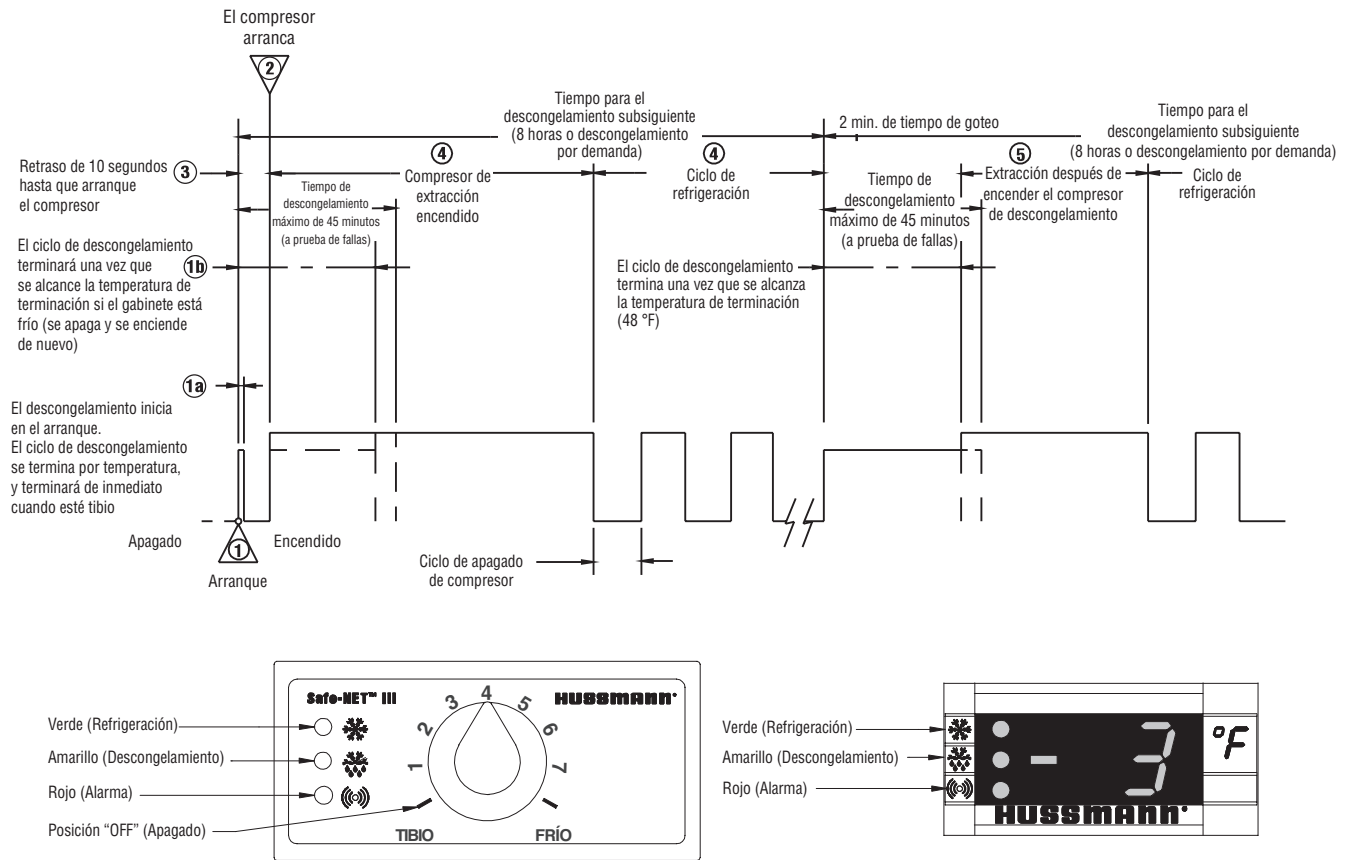 El compresor
arranca
2
Tiempo para el
descongelamiento subsiguiente
(8 horas o descongelamiento
por demanda)
2 min. de tiempo de goteo
Tiempo para el
descongelamiento subsiguiente
(8 horas o descongelamiento por demanda)
Retraso de 10 segundos
hasta que arranque
el compresor
3
4
Compresor de
extracción
encendido
Tiempo de
descongelamiento
máximo de 45 minutos
(a prueba de fallas)
4
Ciclo de
refrigeración
Tiempo de
descongelamiento
máximo de 45 minutos
(a prueba de fallas)
5
Extracción después de
encender el compresor
de descongelamiento
Ciclo de
refrigeración
El ciclo de descongelamiento
terminará una vez que
se alcance la temperatura de
terminación si el gabinete está
frío (se apaga y se enciende
de nuevo)
1b
El ciclo de descongelamiento
termina una vez que se alcanza
la temperatura de terminación
(48 °F)
1a
El descongelamiento inicia
en el arranque.
El ciclo de descongelamiento
se termina por temperatura,
y terminará de inmediato
cuando esté tibio
Apagado
Encendido
1
Arranque
Ciclo de apagado
de compresor
Safe-NET™ III
HUSSMANN®
Verde (Refrigeración)
Amarillo (Descongelamiento)
Rojo (Alarma)
Posición “OFF” (Apagado)
1
2
3
4
5
6
7
TIBIO
FRÍO
Verde (Refrigeración)
Amarillo (Descongelamiento)
Rojo (Alarma)
- 3
°F
HUSSMANN®